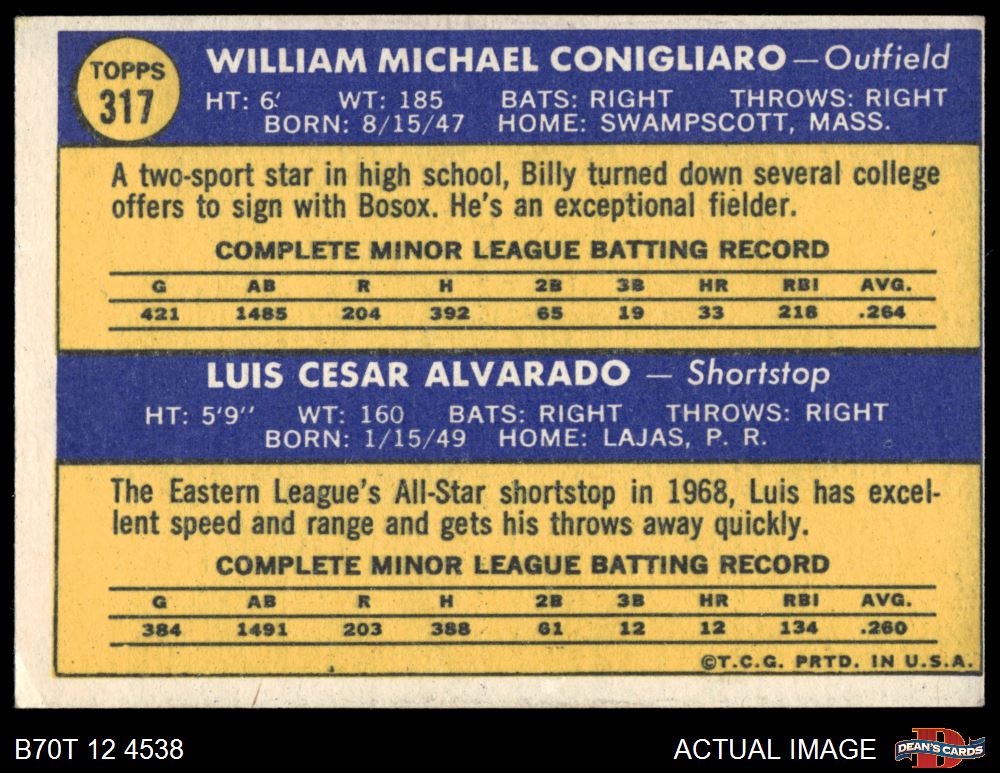 TOPPS
317
WILLIAM MICHAEL CONIGLIARO — Outfield
HT: 6' WT: 185 BATS: RIGHT THROWS: RIGHT
BORN: 8/15/47 HOME: SWAMPSCOTT, MASS.
A two-sport star in high school, Billy turned down several college
offers to sign with Bosox. He's an exceptional fielder.
COMPLETE MINOR LEAGUE BATTING RECORD
G AB R H 2B 3B HR RBI AVG.
421 1485 204 392 65 19 33 218 .264
LUIS CESAR ALVARADO — Shortstop
HT: 5'9'' WT: 160 BATS: RIGHT THROWS: RIGHT
BORN: 1/15/49 HOME: LAJAS, P. R.
The Eastern League's All-Star shortstop in 1968, Luis has excel-
lent speed and range and gets his throws away quickly.
COMPLETE MINOR LEAGUE BATTING RECORD
G AB R H 2B 3B HR RBI AVG.
384 1491 203 388 61 12 12 134 .260
©T.C.G. PRTD. IN U.S.A.
B70T 12 4538
ACTUAL IMAGE
D
DEAN'S CARDS